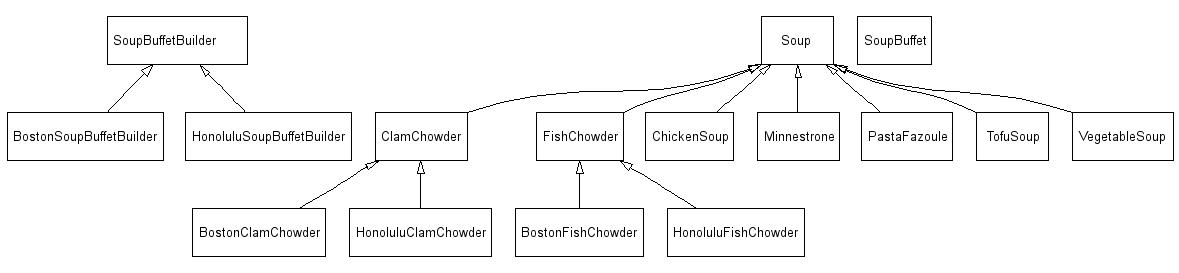 SoupBuffetBuilder
Soup
SoupBuffet
BostonSoupBuffetBuilder
HonoluluSoupBuffetBuilder
ClamChowder
FishChowder
ChickenSoup
Minnestrone
PastaFazoule
TofuSoup
VegetableSoup
BostonClamChowder
HonoluluClamChowder
BostonFishChowder
HonoluluFishChowder